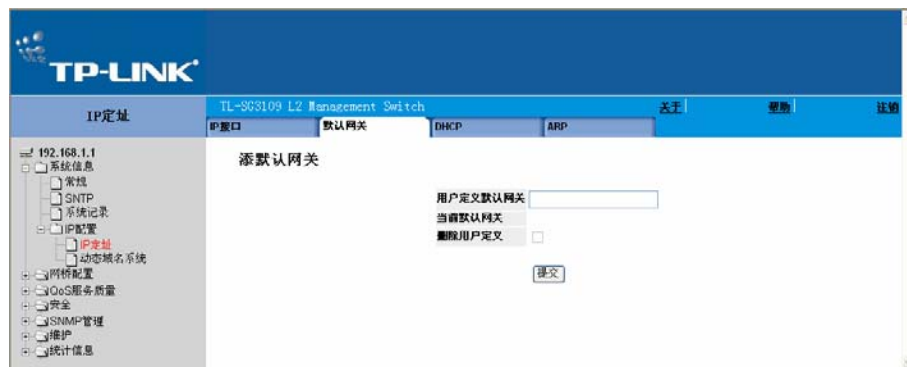 TP-LINK
IP定址
TL-SG3109 L2 Management Switch
关于
帮助
注销
IP接口
默认网关
DHCP
ARP
192.168.1.1
系统信息
常规
SNTP
系统记录
IP配置
IP定址
动态域名系统
网桥配置
QoS服务质量
安全
SNMP管理
维护
统计信息
添默认网关
用户定义默认网关
当前默认网关
删除用户定义
提交